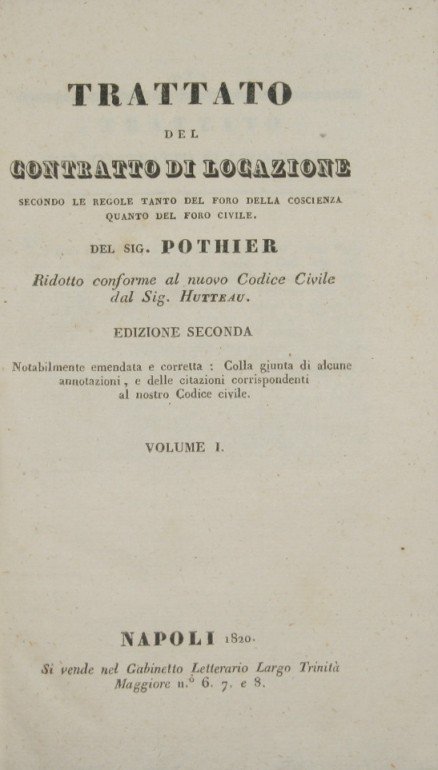 TRATTATO
DEL
CONTRATTO DI LOCAZIONE
SECONDO LE REGOLE TANTO DEL FORO DELLA COSCIENZA
QUANTO DEL FORO CIVILE.
DEL SIG. POTHIER
Ridotto conforme al nuovo Codice Civile
dal Sig. HUTTEAU.
EDIZIONE SECONDA
Notabilmente emendata e corretta : Colla giunta di alcune
annotazioni, e delle citazioni corrispondenti
al nostro Codice civile.
VOLUME I.
NAPOLI 1820.
Si vende nel Gabinetto Letterario Largo Trinità
Maggiore n.º 6. 7. e 8.